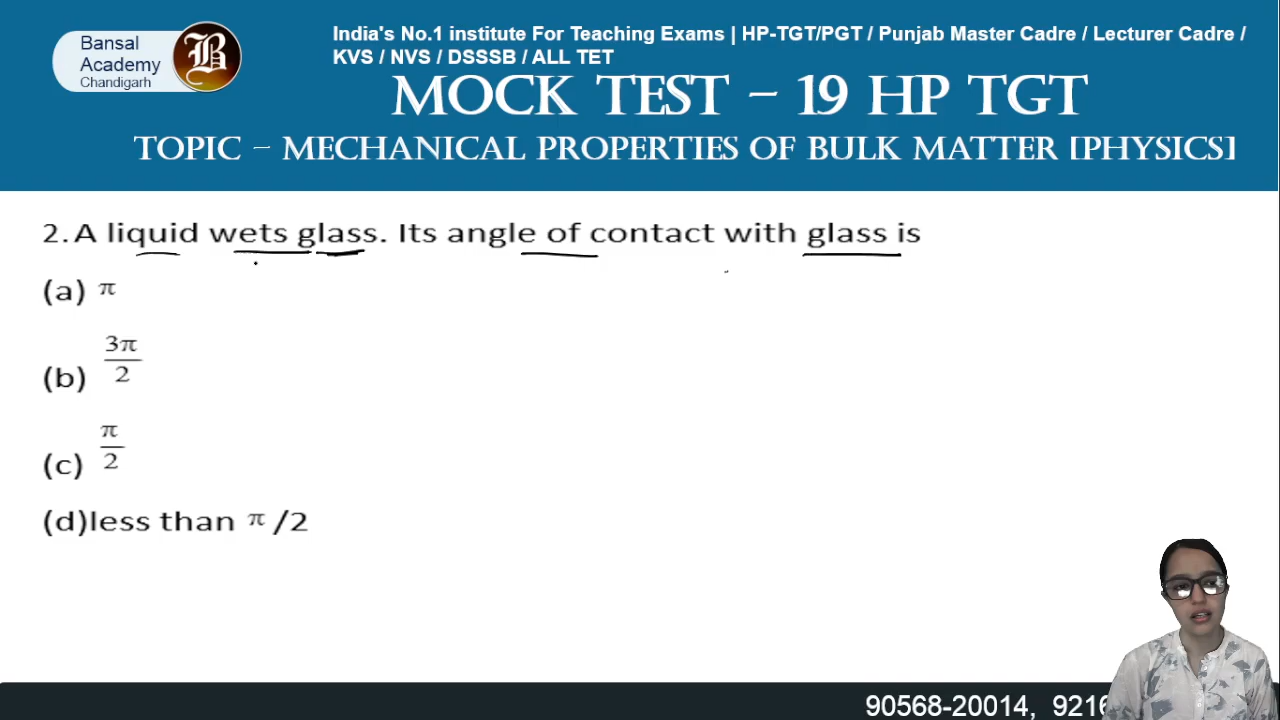 Bansal
Academy
Chandigarh
B
India's No.1 institute For Teaching Exams | HP-TGT/PGT / Punjab Master Cadre / Lecturer Cadre /
KVS / NVS / DSSSB / ALL TET
MOCK TEST – 19 HP TGT
TOPIC – MECHANICAL PROPERTIES OF BULK MATTER [PHYSICS]
2. A liquid wets glass. Its angle of contact with glass is
(a) π
(b) 3π/2
(c) π/2
(d)less than π /2
90568-20014, 9216